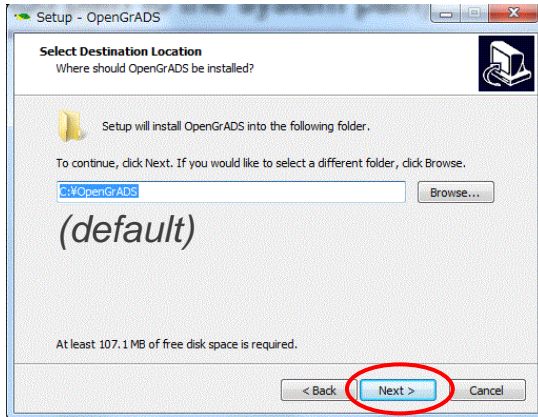 Setup - OpenGrADS
Select Destination Location
Where should OpenGrADS be installed?
Setup will install OpenGrADS into the following folder.
To continue, click Next. If you would like to select a different folder, click Browse.
C:¥OpenGrADS
Browse...
(default)
At least 107.1 MB of free disk space is required.
< Back
Next >
Cancel